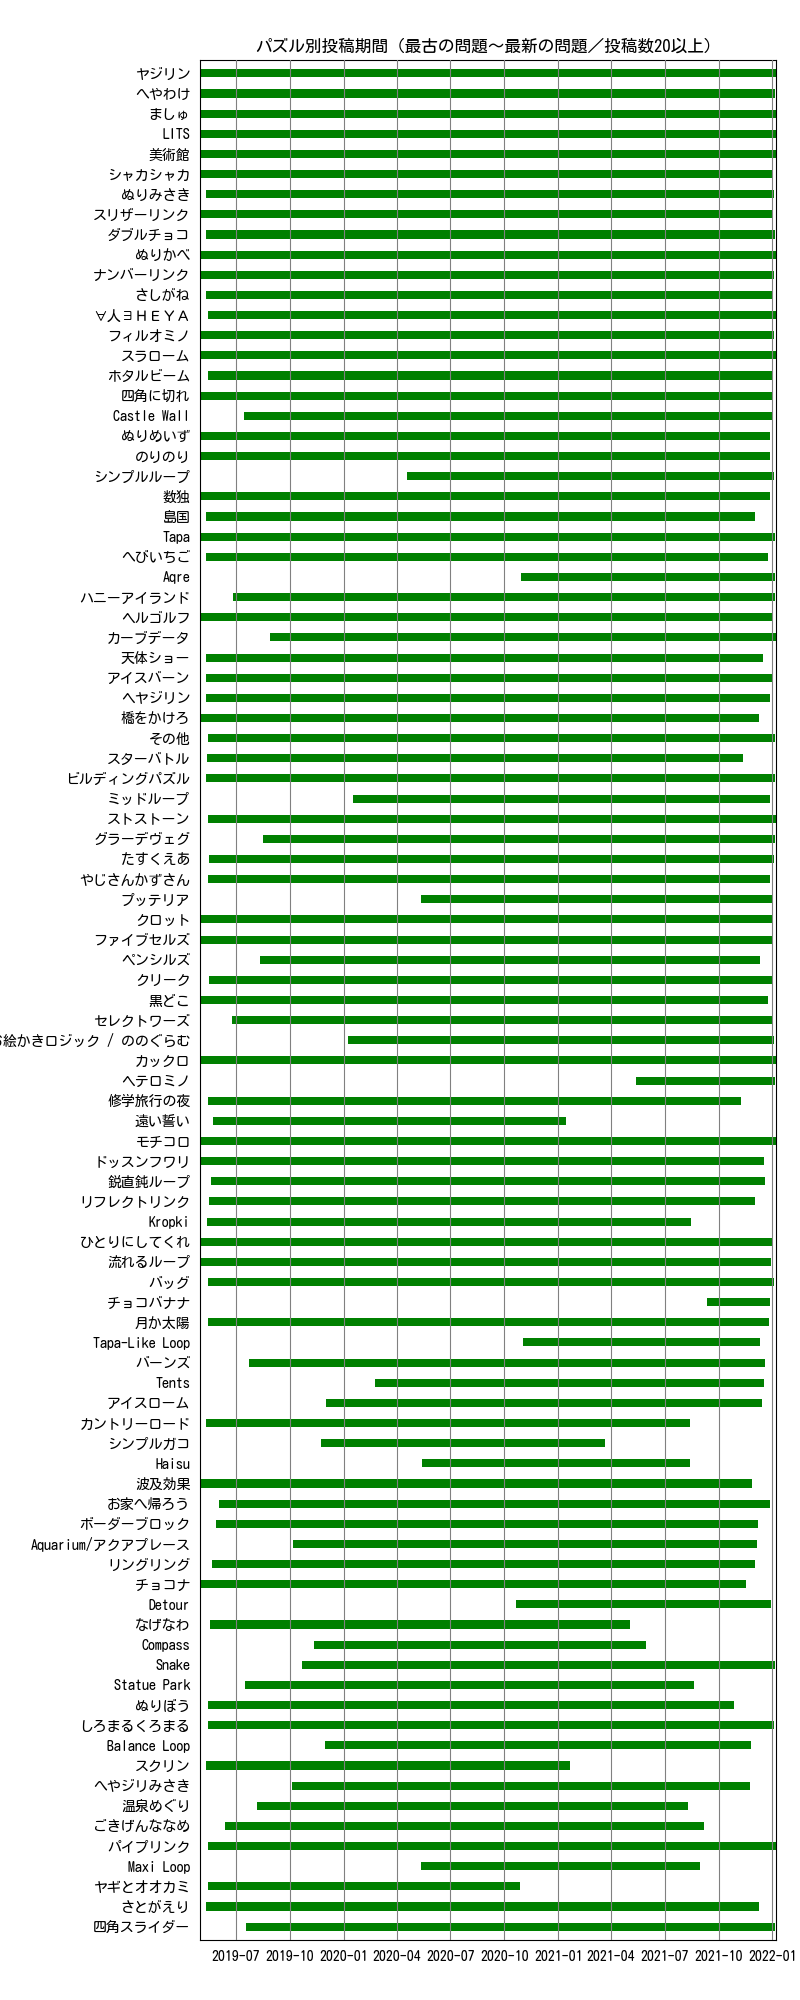 パズル別投稿期間（最古の問題～最新の問題／投稿数20以上）
ヤジリン
へやわけ
ましゅ
LITS
美術館
シャカシャカ
ぬりみさき
スリザーリンク
ダブルチョコ
ぬりかべ
ナンバーリンク
さしがね
∀人∃ＨＥＹＡ
フィルオミノ
スラローム
ホタルビーム
四角に切れ
Castle Wall
ぬりめいず
のりのり
シンプルループ
数独
島国
Tapa
へびいちご
Aqre
ハニーアイランド
ヘルゴルフ
カーブデータ
天体ショー
アイスバーン
ヘヤジリン
橋をかけろ
その他
スターバトル
ビルディングパズル
ミッドループ
ストストーン
グラーデヴェグ
たすくえあ
やじさんかずさん
プッテリア
クロット
ファイブセルズ
ペンシルズ
クリーク
黒どこ
セレクトワーズ
絵かきロジック / ののぐらむ
カックロ
ヘテロミノ
修学旅行の夜
遠い誓い
モチコロ
ドッスンフワリ
鋭直鈍ループ
リフレクトリンク
Kropki
ひとりにしてくれ
流れるループ
バッグ
チョコバナナ
月か太陽
Tapa-Like Loop
バーンズ
Tents
アイスローム
カントリーロード
シンプルガコ
Haisu
波及効果
お家へ帰ろう
ボーダーブロック
Aquarium/アクアプレース
リングリング
チョコナ
Detour
なげなわ
Compass
Snake
Statue Park
ぬりぼう
しろまるくろまる
Balance Loop
スクリン
へやジリみさき
温泉めぐり
ごきげんななめ
パイプリンク
Maxi Loop
ヤギとオオカミ
さとがえり
四角スライダー
2019-07 2019-10 2020-01 2020-04 2020-07 2020-10 2021-01 2021-04 2021-07 2021-10 2022-01